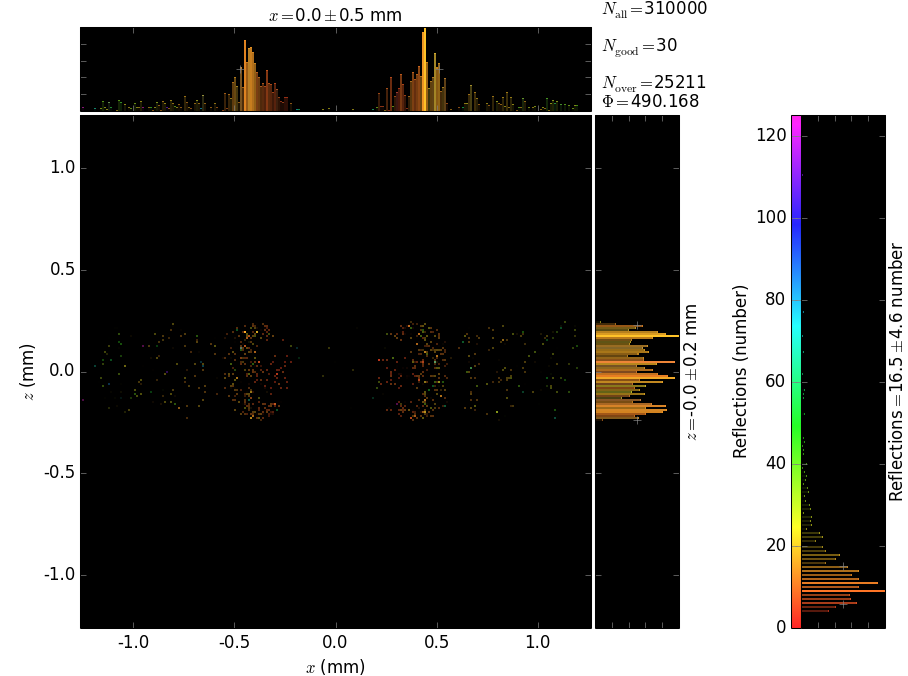 x=0.0±0.5 mm
N_all=310000
N_good=30
N_over=25211
Φ=490.168
1.0
0.5
0.0
-0.5
-1.0
z (mm)
-1.0 -0.5 0.0 0.5 1.0
x (mm)
z=-0.0±0.2 mm
120
100
80
60
40
20
0
Reflections (number)
Reflections=16.5±4.6 number